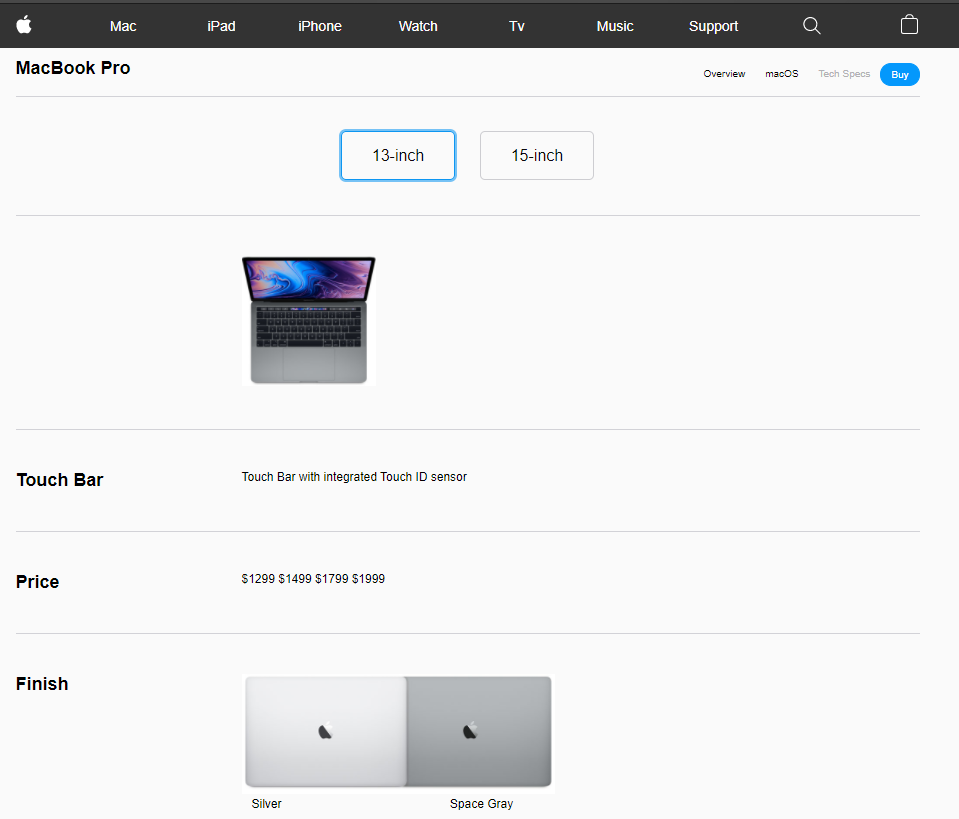 Mac iPad iPhone Watch Tv Music Support
MacBook Pro
Overview macOS Tech Specs Buy
13-inch 15-inch
Touch Bar Touch Bar with integrated Touch ID sensor
Price $1299 $1499 $1799 $1999
Finish
Silver Space Gray